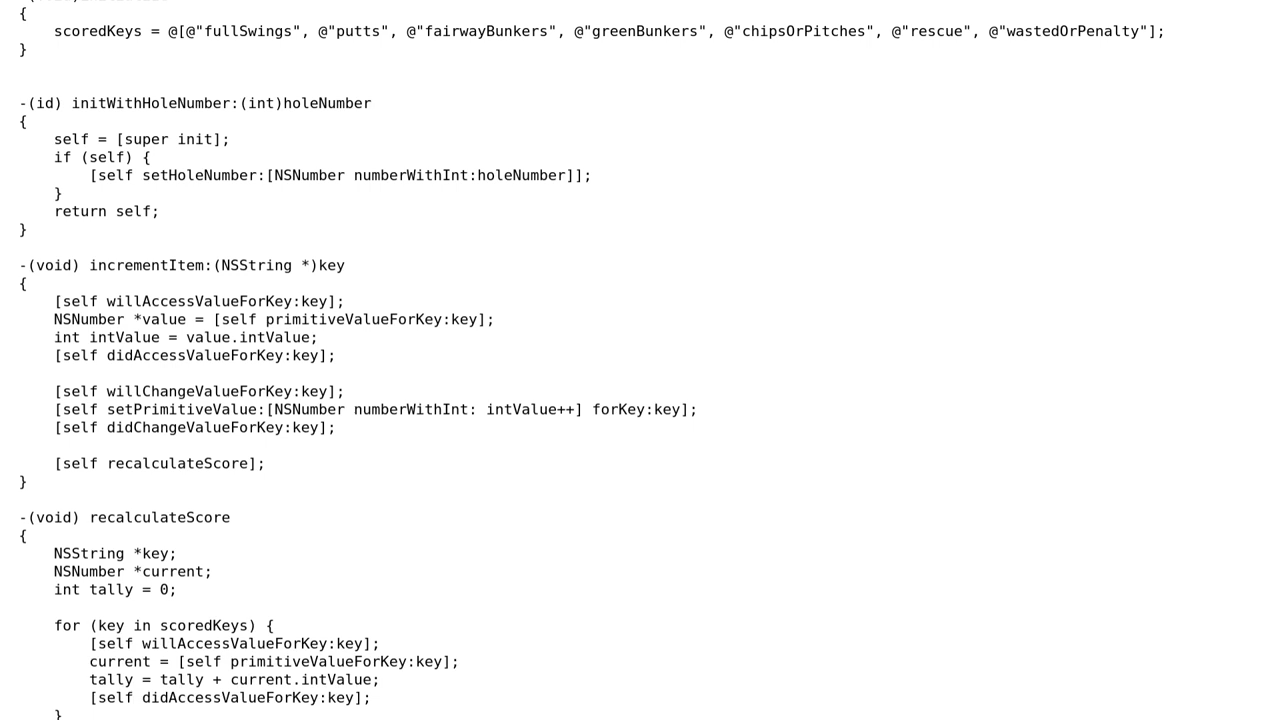 {
    scoredKeys = @[@"fullSwings", @"putts", @"fairwayBunkers", @"greenBunkers", @"chipsOrPitches", @"rescue", @"wastedOrPenalty"];
}
-(id) initWithHoleNumber:(int)holeNumber
{
    self = [super init];
    if (self) {
        [self setHoleNumber:[NSNumber numberWithInt:holeNumber]];
    }
    return self;
}
-(void) incrementItem:(NSString *)key
{
    [self willAccessValueForKey:key];
    NSNumber *value = [self primitiveValueForKey:key];
    int intValue = value.intValue;
    [self didAccessValueForKey:key];
    [self willChangeValueForKey:key];
    [self setPrimitiveValue:[NSNumber numberWithInt: intValue++] forKey:key];
    [self didChangeValueForKey:key];
    [self recalculateScore];
}
-(void) recalculateScore
{
    NSString *key;
    NSNumber *current;
    int tally = 0;
    for (key in scoredKeys) {
        [self willAccessValueForKey:key];
        current = [self primitiveValueForKey:key];
        tally = tally + current.intValue;
        [self didAccessValueForKey:key];
    }